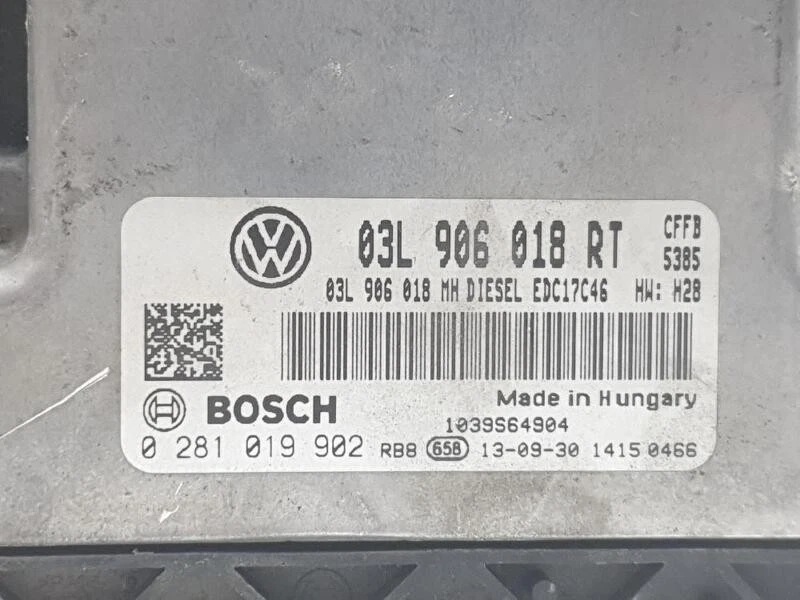 03L 906 018 RT CFFB
5385
03L 906 018 MH DIESEL EDC17C46 HW: H28
Made in Hungary
BOSCH
1039S64904
0 281 019 902 RB8 658 13-09-30 1415 0466